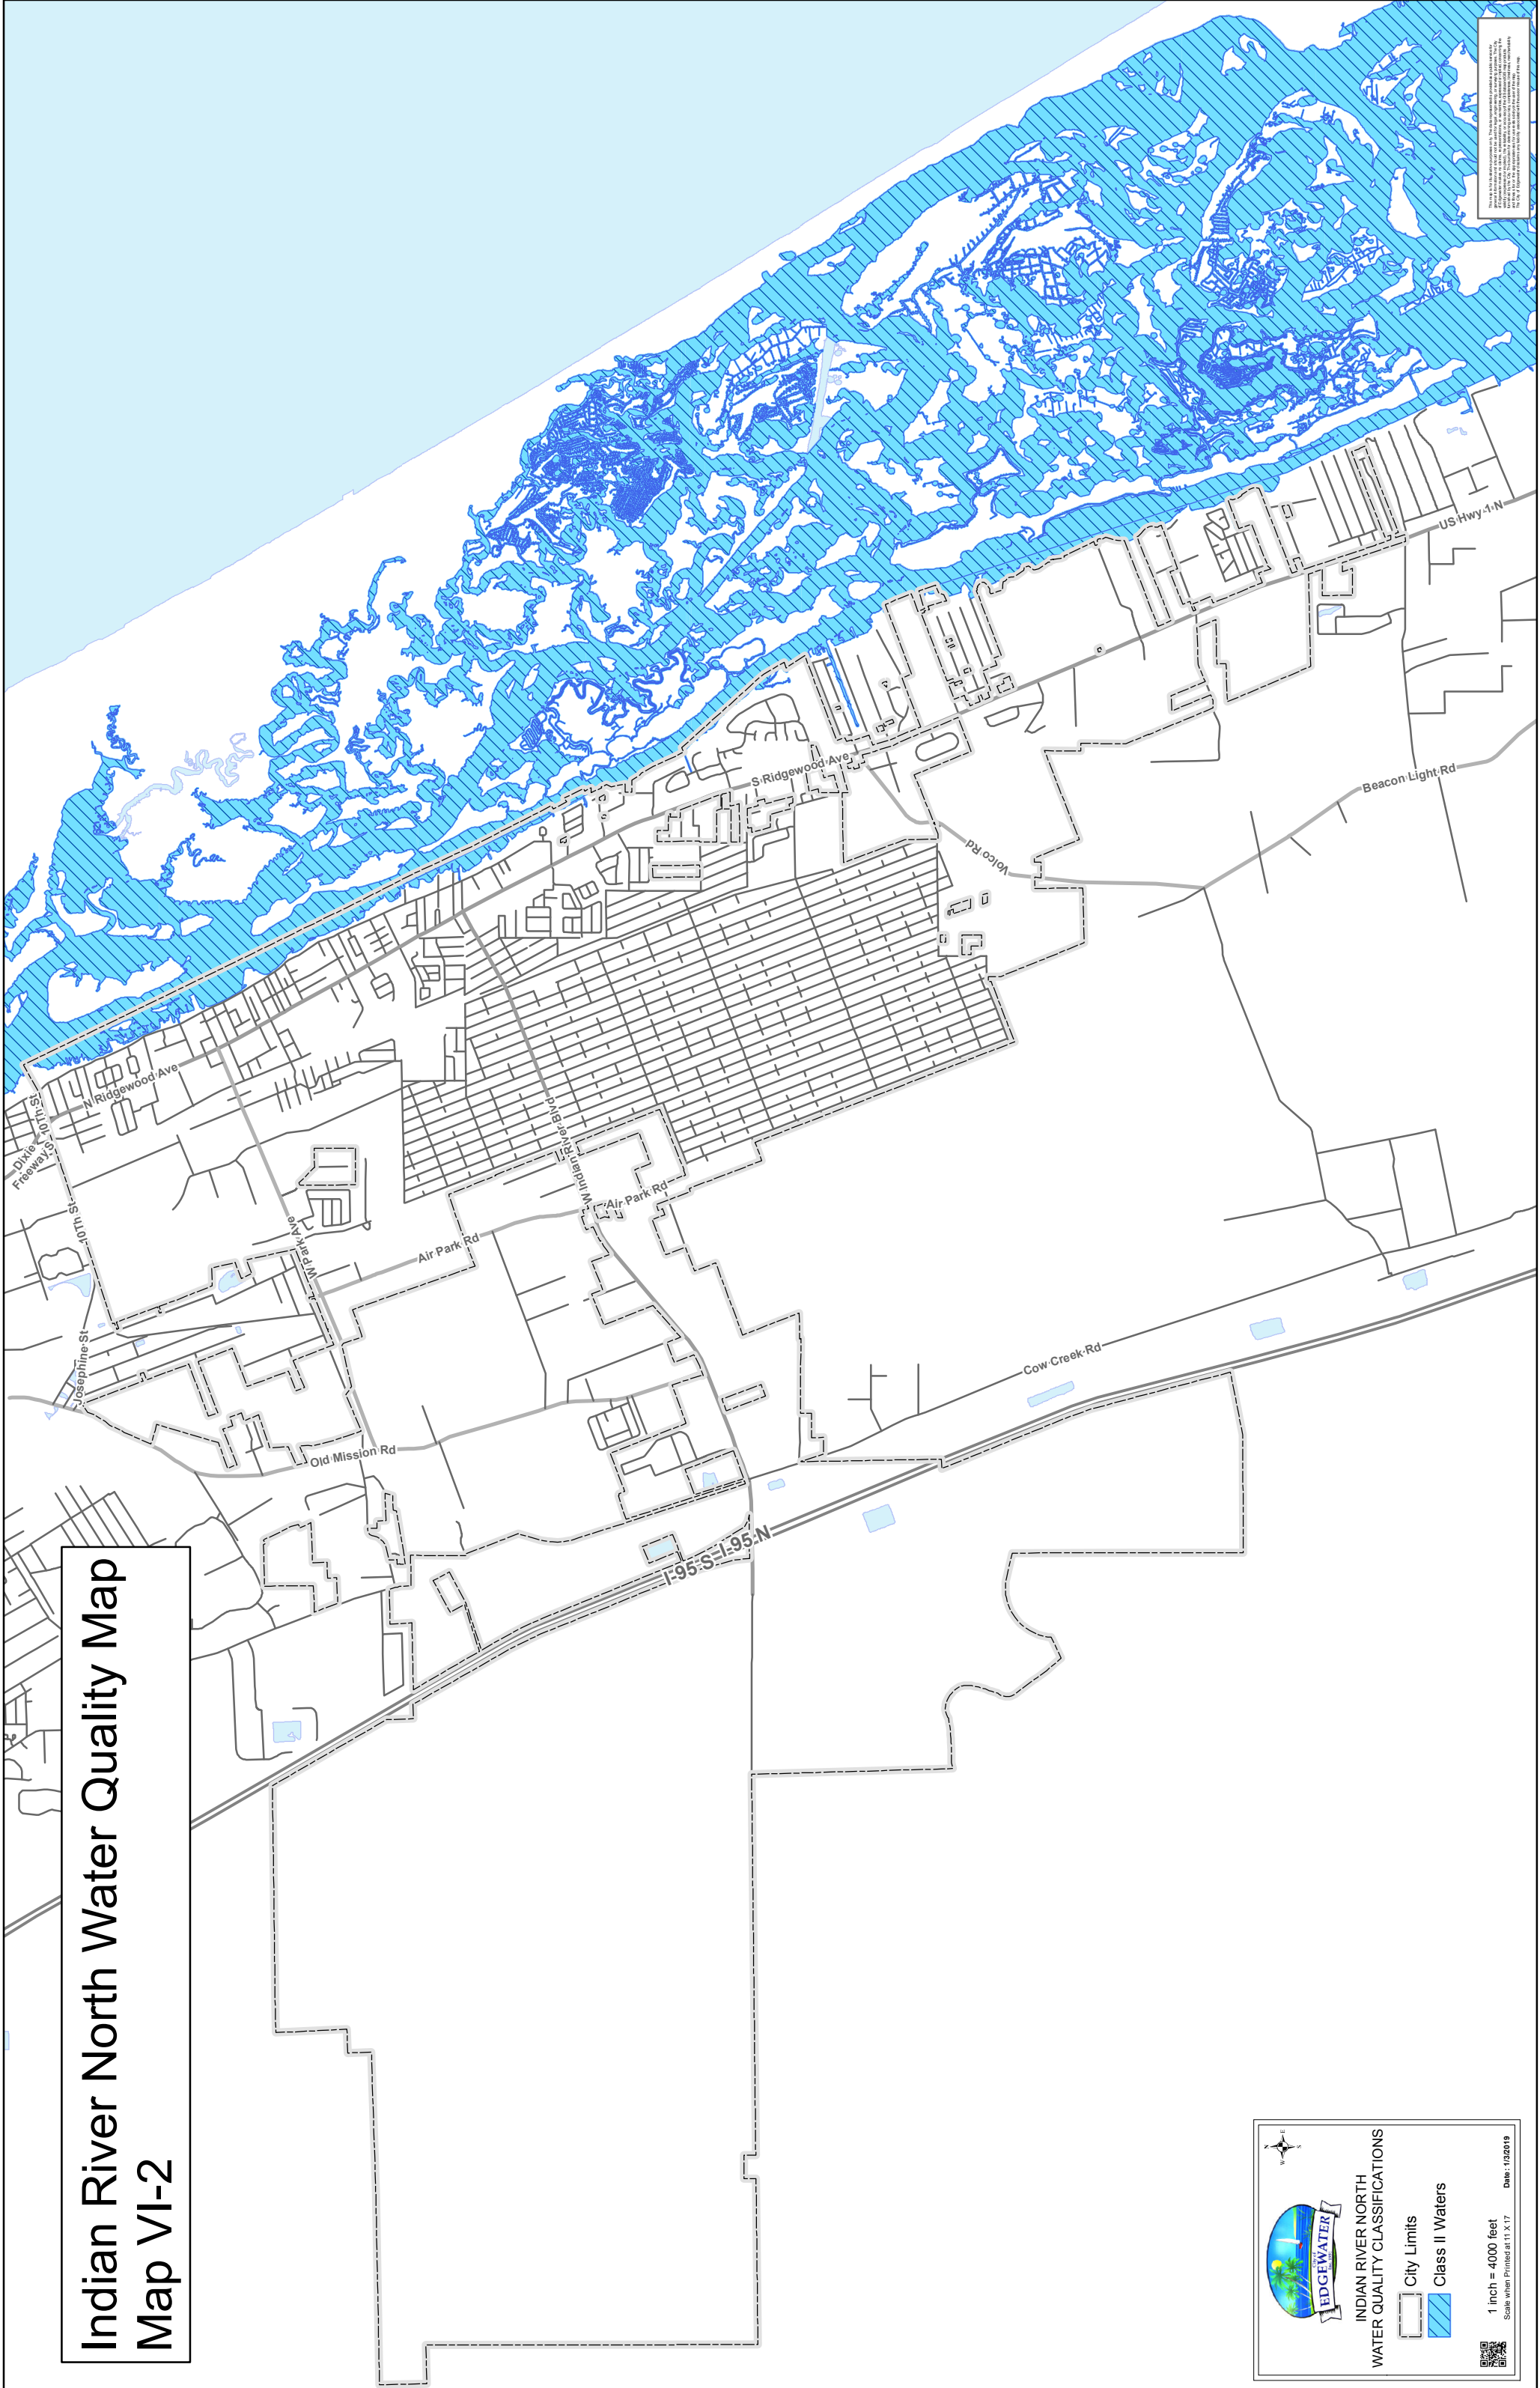 Indian River North Water Quality Map
Map VI-2
Dixie
Freeway S
10Th St
N Ridgewood Ave
10Th St
Josephine St
W Park Ave
Air Park Rd
Old Mission Rd
W Indian River Blvd
Air Park Rd
I-95 S
I-95 N
Cow Creek Rd
S Ridgewood Ave
Volco Rd
Beacon Light Rd
US Hwy 1 N
EDGEWATER
N
W
E
S
INDIAN RIVER NORTH
WATER QUALITY CLASSIFICATIONS
City Limits
Class II Waters
1 inch = 4000 feet
Scale when Printed at 11 X 17
Date: 1/3/2019